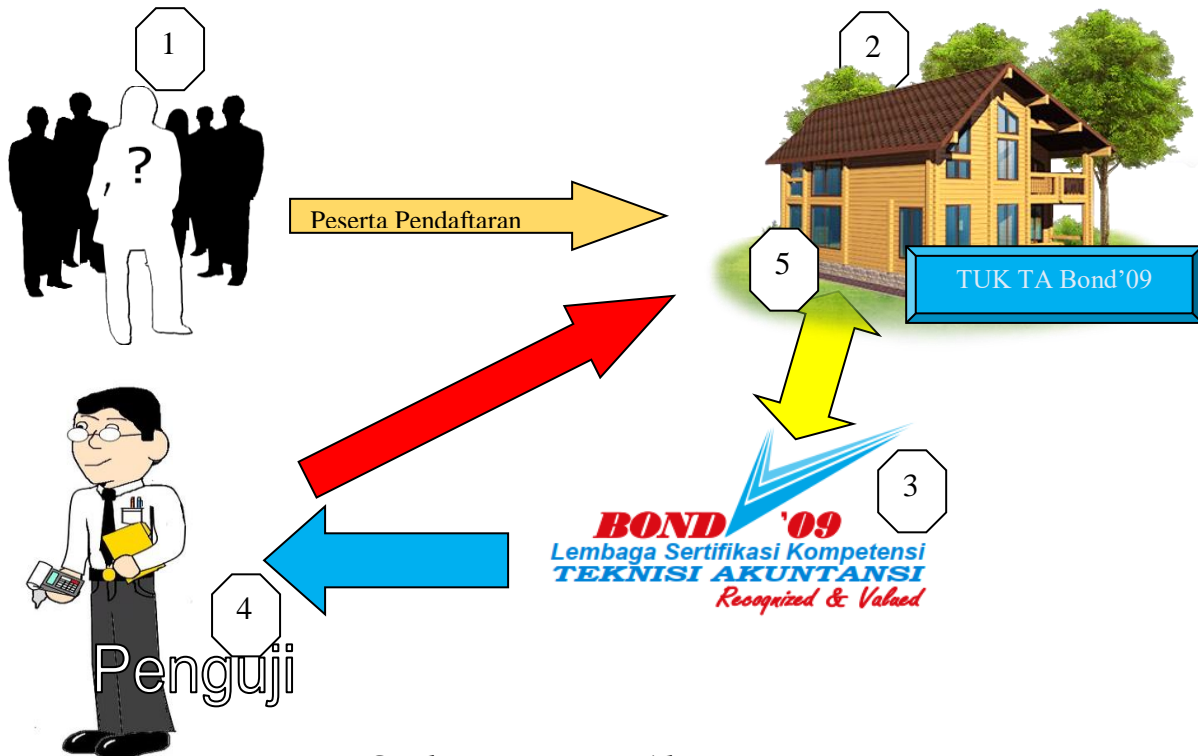 1
2
?
Peserta Pendaftaran
5
TUK TA Bond’09
3
BOND '09
Lembaga Sertifikasi Kompetensi
TEKNISI AKUNTANSI
Recognized & Valued
4
Penguji